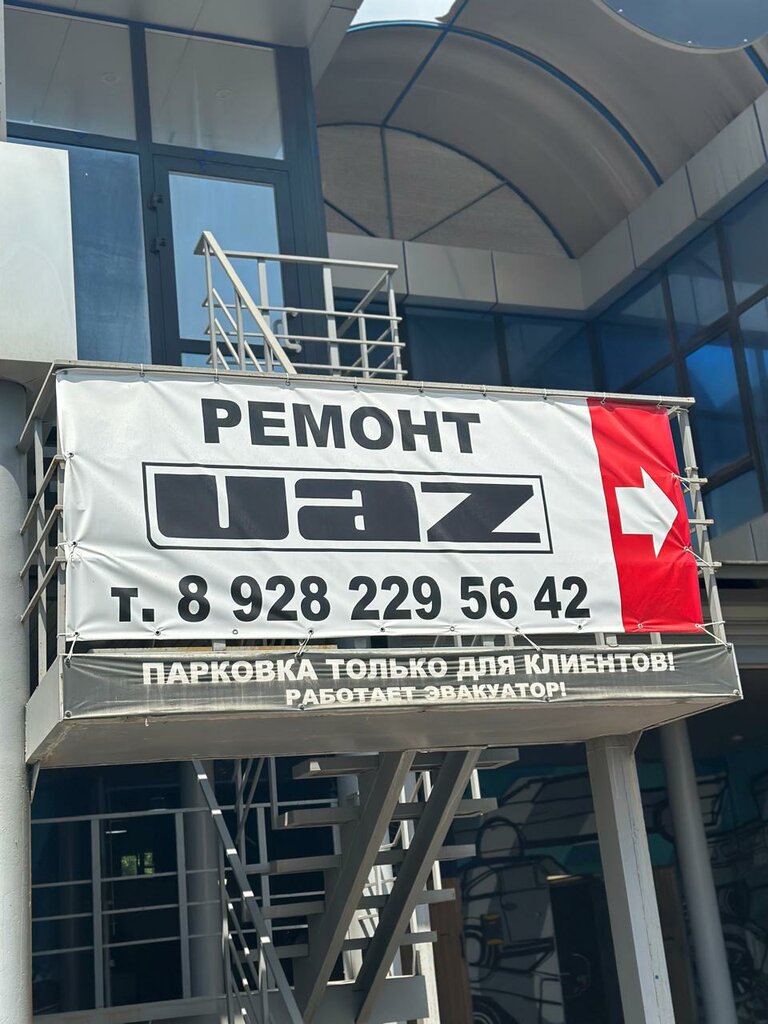 РЕМОНТ
UAZ
т. 8 928 229 56 42
ПАРКОВКА ТОЛЬКО ДЛЯ КЛИЕНТОВ!
РАБОТАЕТ ЭВАКУАТОР!